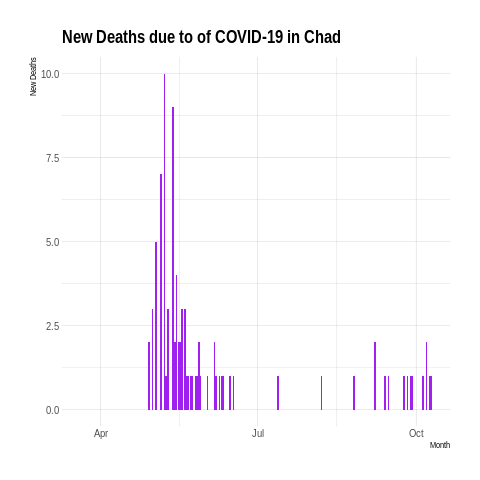 New Deaths due to of COVID-19 in Chad
New Deaths
10.0
7.5
5.0
2.5
0.0
Apr
Jul
Oct
Month